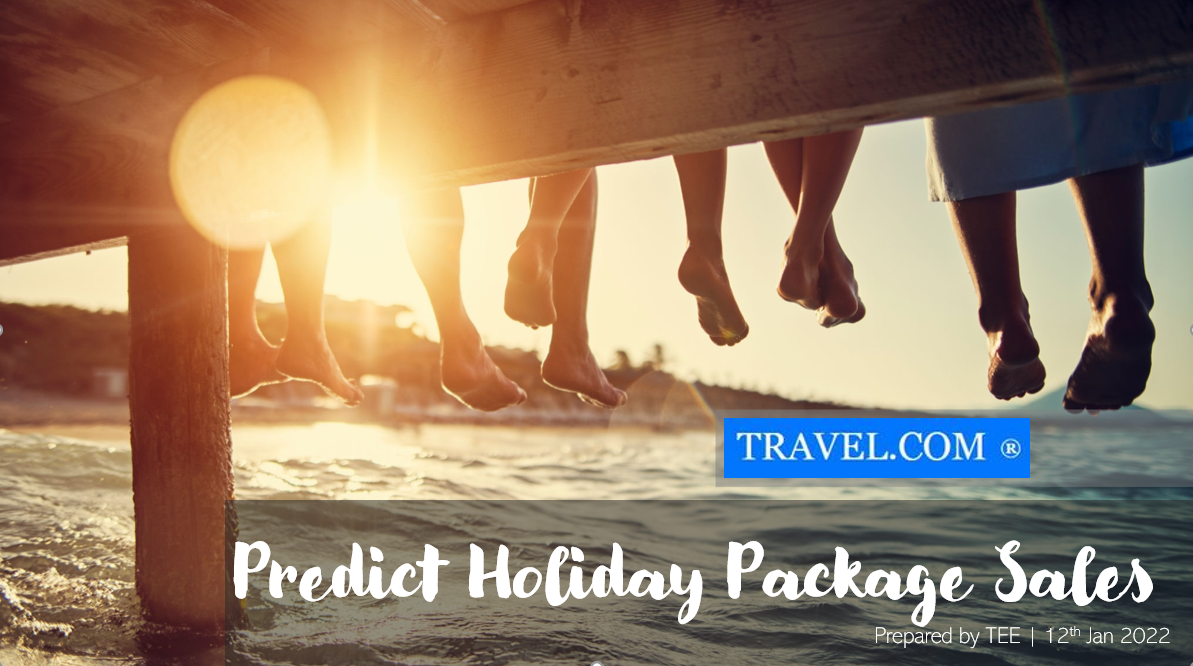 TRAVEL.COM ®
Predict Holiday Package Sales
Prepared by TEE | 12th Jan 2022